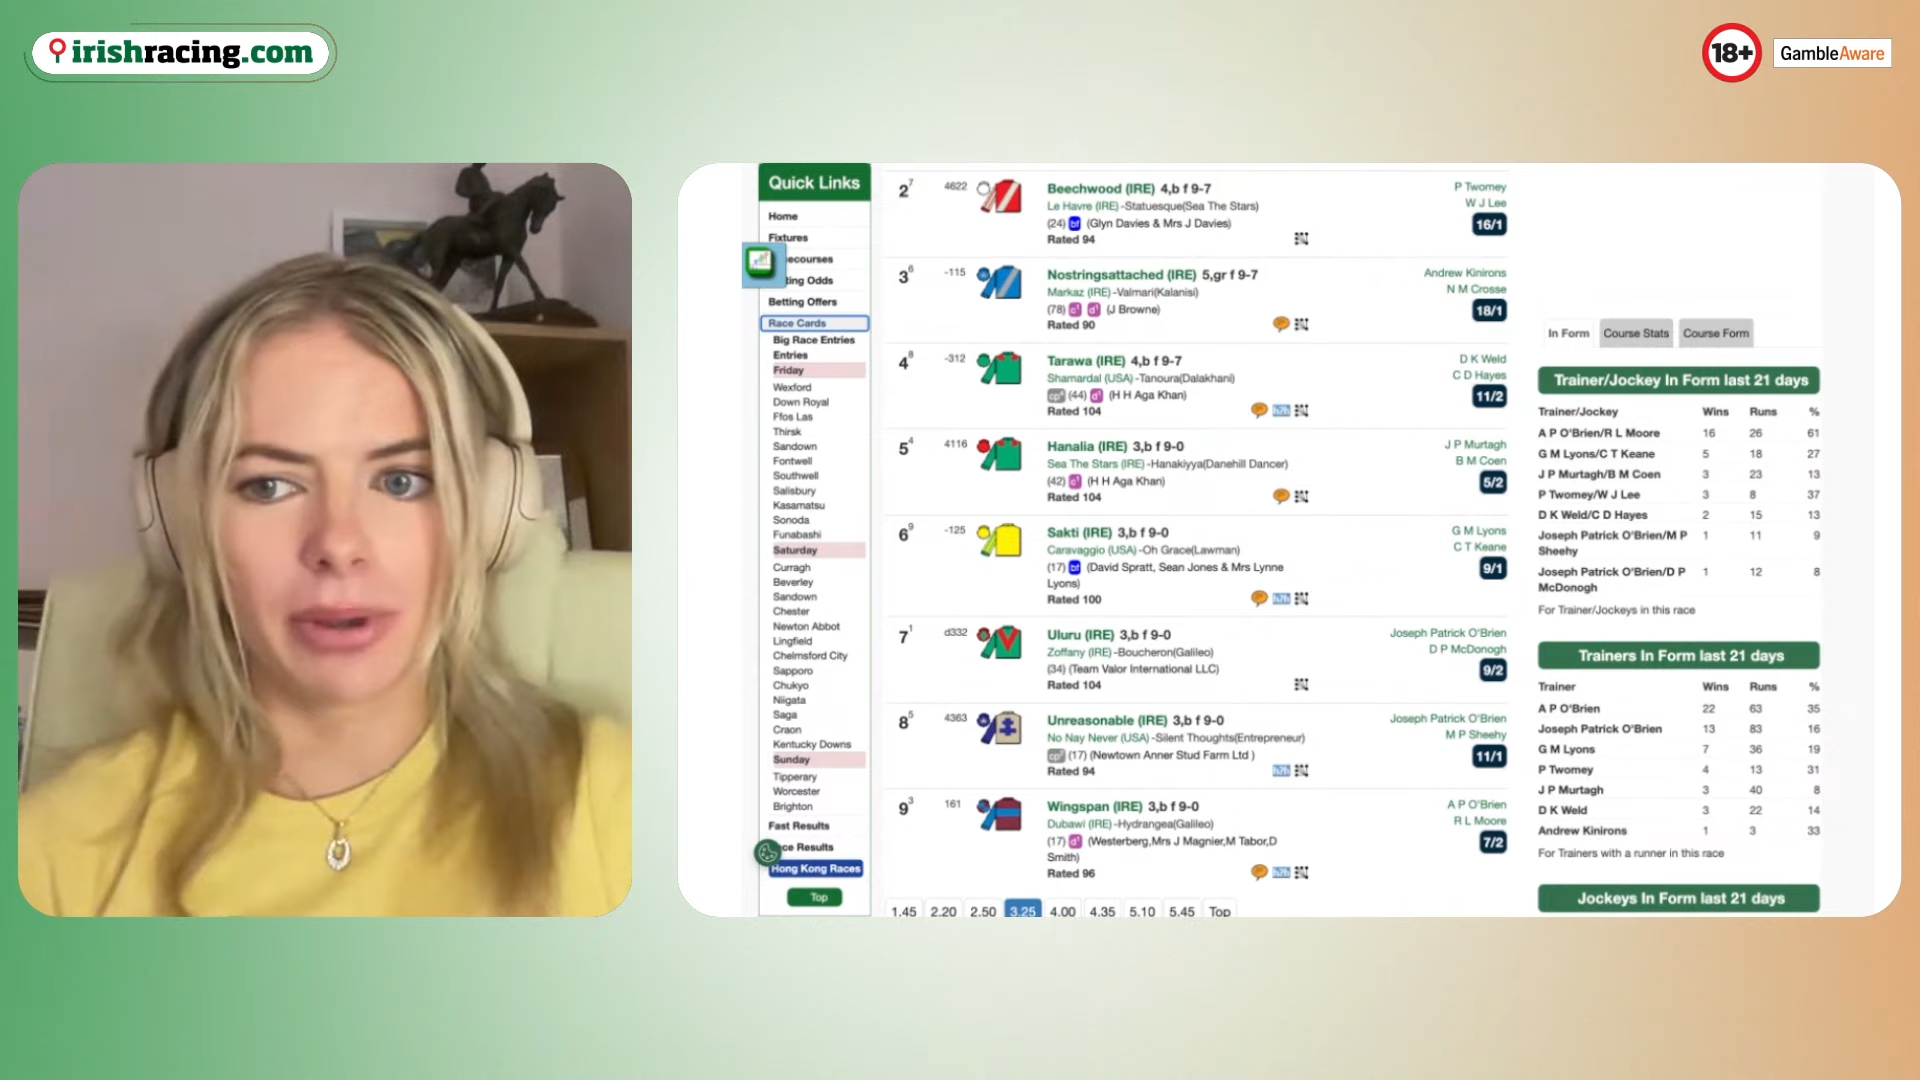 irishracing.com
18+
GambleAware
Quick Links
Home
Fixtures
ecourses
ting Odds
Betting Offers
Race Cards
Big Race Entries
Entries
Friday
Wexford
Down Royal
Ffos Las
Thirsk
Sandown
Fontwell
Southwell
Salisbury
Kasamatsu
Sonoda
Funabashi
Saturday
Curragh
Beverley
Sandown
Chester
Newton Abbot
Lingfield
Chelmsford City
Sapporo
Chukyo
Niigata
Saga
Craon
Kentucky Downs
Sunday
Tipperary
Worcester
Brighton
Fast Results
ce Results
Hong Kong Races
Top
2 7 4622 Beechwood (IRE) 4,b f 9-7 P Twomey
Le Havre (IRE) -Statuesque(Sea The Stars) W J Lee
(24) bf (Glyn Davies & Mrs J Davies) 16/1
Rated 94
3 6 -115 Nostringsattached (IRE) 5,gr f 9-7 Andrew Kinirons
Markaz (IRE) -Valmari(Kalanisi) N M Crosse
(78) c¹ d¹ (J Browne) 18/1
Rated 90
4 8 -312 Tarawa (IRE) 4,b f 9-7 D K Weld
Shamardal (USA) -Tanoura(Dalakhani) C D Hayes
(44) d¹ (H H Aga Khan) 11/2
Rated 104 h2h
5 4 4116 Hanalia (IRE) 3,b f 9-0 J P Murtagh
Sea The Stars (IRE) -Hanakiyya(Danehill Dancer) B M Coen
(42) c¹ (H H Aga Khan) 5/2
Rated 104
6 9 -125 Sakti (IRE) 3,b f 9-0 G M Lyons
Caravaggio (USA) -Oh Grace(Lawman) C T Keane
(17) bf (David Spratt, Sean Jones & Mrs Lynne 9/1
Lyons)
Rated 100 h2h
7 1 d332 Uluru (IRE) 3,b f 9-0 Joseph Patrick O'Brien
Zoffany (IRE) -Boucheron(Galileo) D P McDonogh
(34) (Team Valor International LLC) 9/2
Rated 104
8 5 4363 Unreasonable (IRE) 3,b f 9-0 Joseph Patrick O'Brien
No Nay Never (USA) -Silent Thoughts(Entrepreneur) M P Sheehy
(17) (Newtown Anner Stud Farm Ltd ) 11/1
Rated 94 h2h
9 3 161 Wingspan (IRE) 3,b f 9-0 A P O'Brien
Dubawi (IRE) -Hydrangea(Galileo) R L Moore
(17) d¹ (Westerberg,Mrs J Magnier,M Tabor,D 7/2
Smith)
Rated 96 h2h
1.45 2.20 2.50 3.25 4.00 4.35 5.10 5.45 Top
In Form Course Stats Course Form
Trainer/Jockey In Form last 21 days
Trainer/Jockey Wins Runs %
A P O'Brien/R L Moore 16 26 61
G M Lyons/C T Keane 5 18 27
J P Murtagh/B M Coen 3 23 13
P Twomey/W J Lee 3 8 37
D K Weld/C D Hayes 2 15 13
Joseph Patrick O'Brien/M P 1 11 9
Sheehy
Joseph Patrick O'Brien/D P 1 12 8
McDonogh
For Trainer/Jockeys in this race
Trainers In Form last 21 days
Trainer Wins Runs %
A P O'Brien 22 63 35
Joseph Patrick O'Brien 13 83 16
G M Lyons 7 36 19
P Twomey 4 13 31
J P Murtagh 3 40 8
D K Weld 3 22 14
Andrew Kinirons 1 3 33
For Trainers with a runner in this race
Jockeys In Form last 21 days